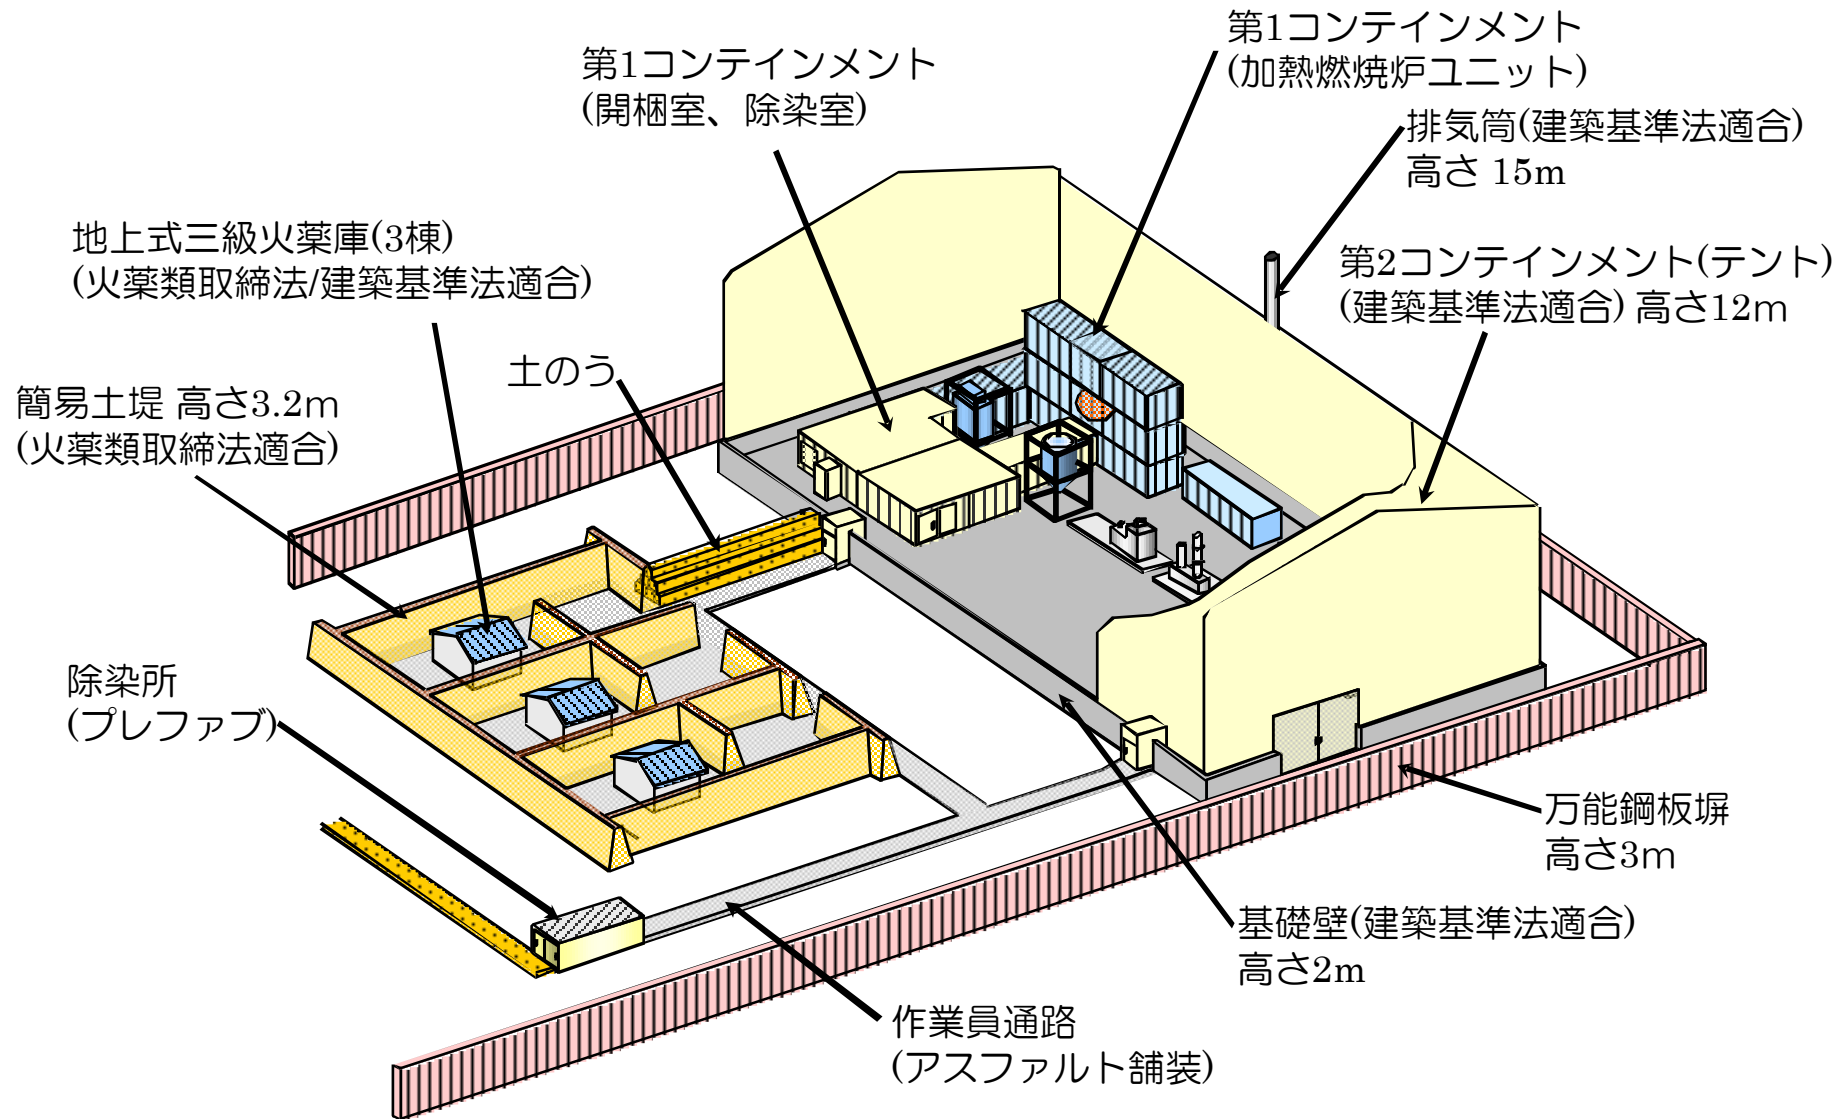 第1コンテインメント
(加熱燃焼炉ユニット)
第1コンテインメント
(開梱室、除染室)
排気筒(建築基準法適合)
高さ 15m
地上式三級火薬庫(3棟)
(火薬類取締法/建築基準法適合)
第2コンテインメント(テント)
(建築基準法適合) 高さ12m
土のう
簡易土堤 高さ3.2m
(火薬類取締法適合)
除染所
(プレファブ)
万能鋼板塀
高さ3m
基礎壁(建築基準法適合)
高さ2m
作業員通路
(アスファルト舗装)